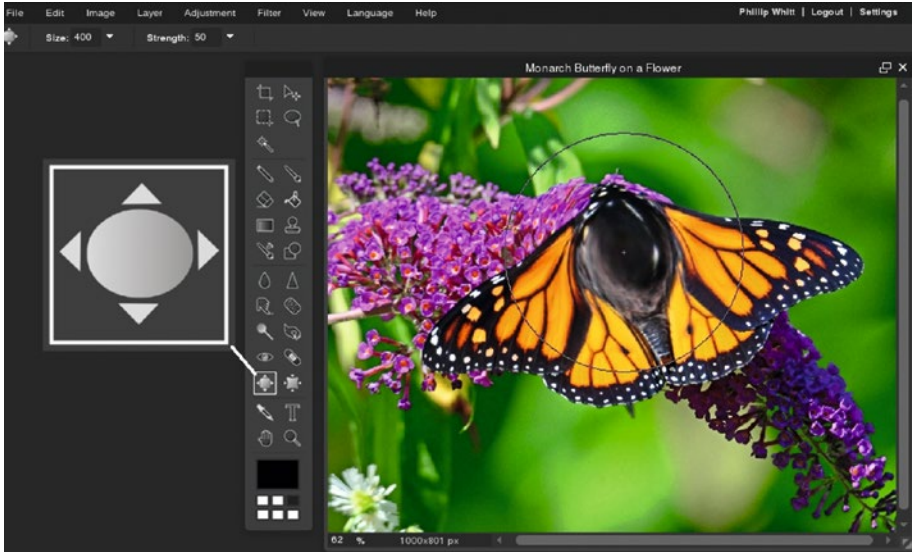 File Edit Image Layer Adjustment Filter View Language Help Phillip Whitt | Logout | Settings
Size: 400 Strength: 50
Monarch Butterfly on a Flower
T
62 % 1000x801 px